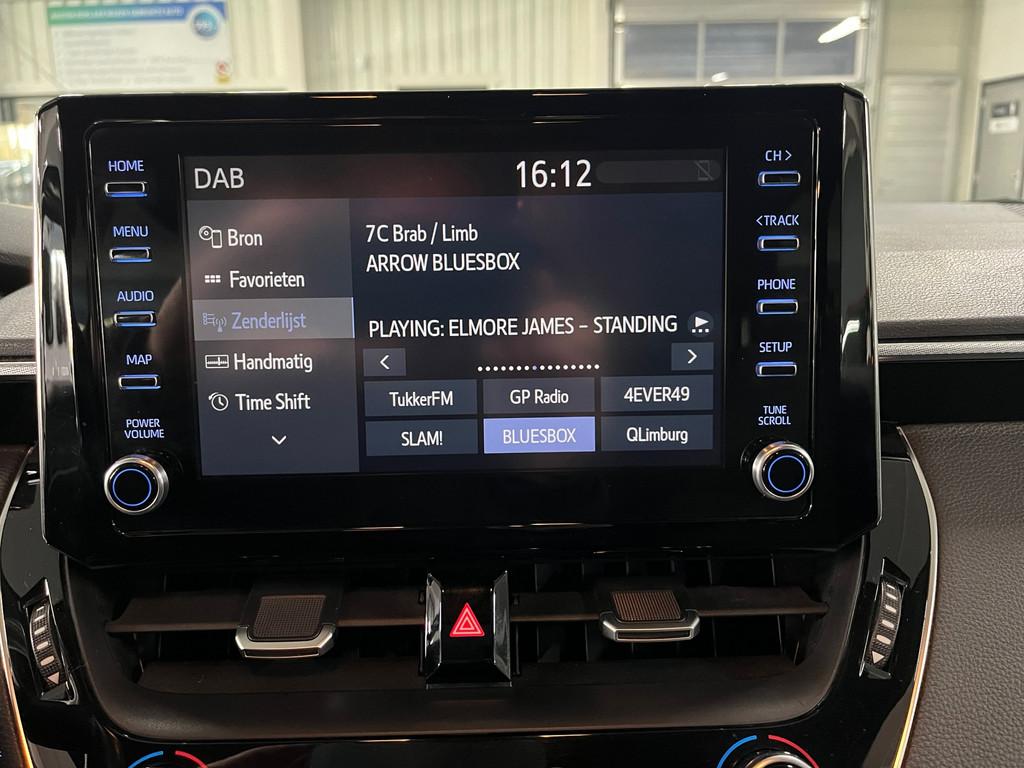 HOME
MENU
AUDIO
MAP
POWER
VOLUME
DAB
16:12
Bron
Favorieten
Zenderlijst
Handmatig
Time Shift
7C Brab / Limb
ARROW BLUESBOX
PLAYING: ELMORE JAMES – STANDING
TukkerFM
GP Radio
4EVER49
SLAM!
BLUESBOX
QLimburg
CH >
< TRACK
PHONE
SETUP
TUNE
SCROLL